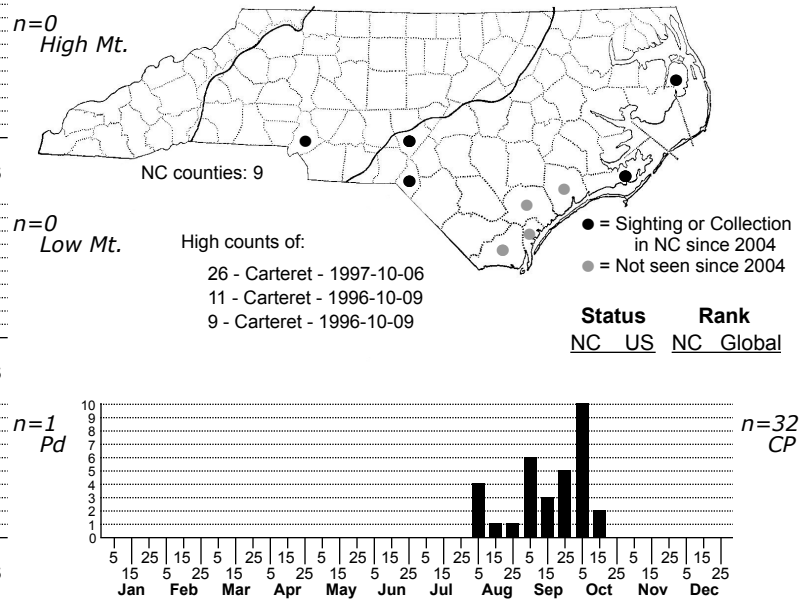 n=0
High Mt.
NC counties: 9
n=0
Low Mt.
High counts of:
26 - Carteret - 1997-10-06
11 - Carteret - 1996-10-09
9 - Carteret - 1996-10-09
= Sighting or Collection
in NC since 2004
= Not seen since 2004
Status Rank
NC US NC Global
n=1
Pd
n=32
CP
10
9
8
7
6
5
4
3
2
1
0
5 25 15 5 25 15 5 25 15 5 25 15 5 25 15 5 25 15
15 5 25 15 5 25 15 5 25 15 5 25 15 5 25 15 5 25
Jan Feb Mar Apr May Jun Jul Aug Sep Oct Nov Dec